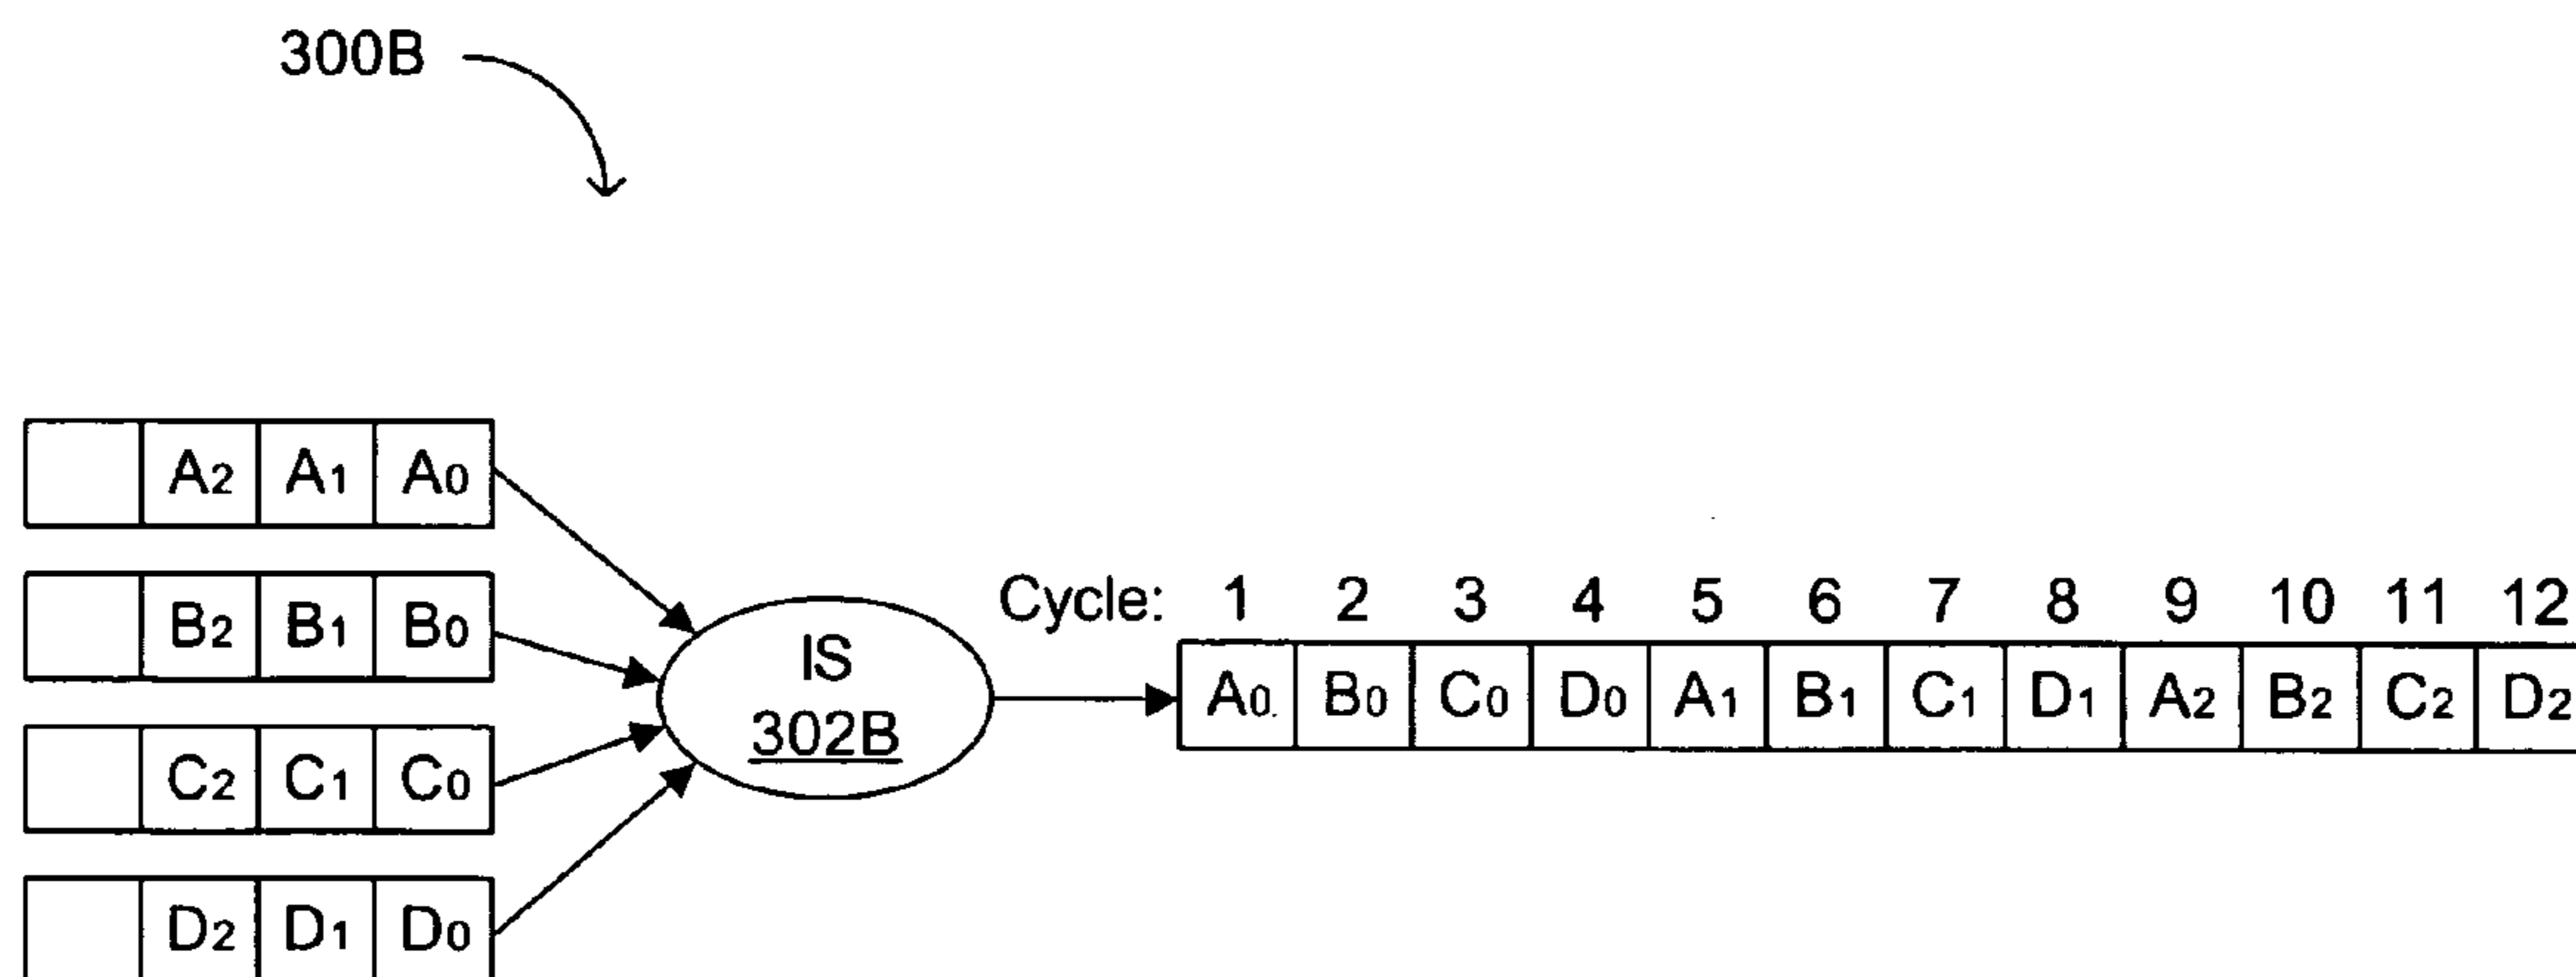 300B
A2 A1 A0
B2 B1 B0
C2 C1 C0
D2 D1 D0
IS
302B
Cycle: 1 2 3 4 5 6 7 8 9 10 11 12
A0 B0 C0 D0 A1 B1 C1 D1 A2 B2 C2 D2